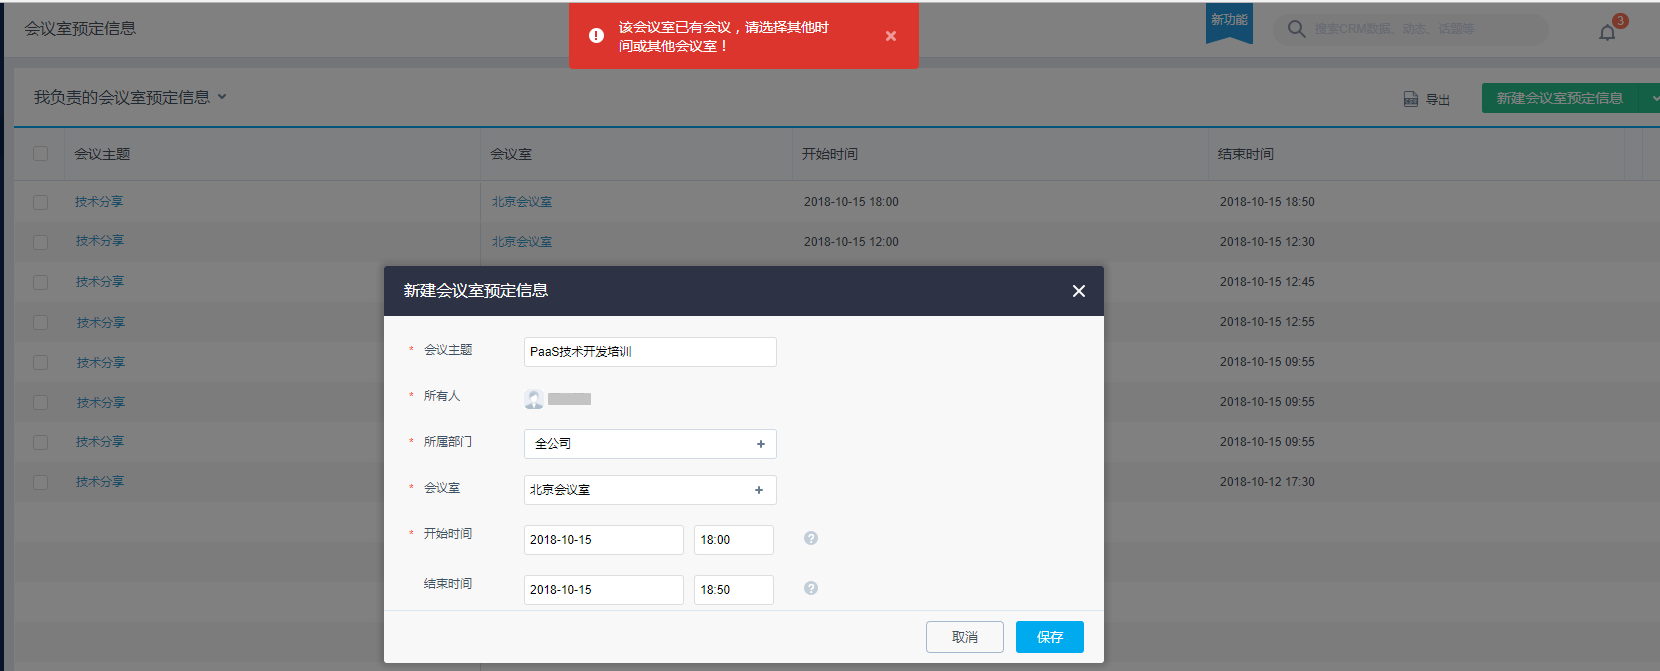 会议室预定信息
该会议室已有会议，请选择其他时
间或其他会议室！
新功能
搜索CRM数据、动态、话题等
3
我负责的会议室预定信息
导出
新建会议室预定信息
会议主题 会议室 开始时间 结束时间
技术分享 北京会议室 2018-10-15 18:00 2018-10-15 18:50
技术分享 北京会议室 2018-10-15 12:00 2018-10-15 12:30
技术分享 2018-10-15 12:45
技术分享 2018-10-15 12:55
技术分享 2018-10-15 09:55
技术分享 2018-10-15 09:55
技术分享 2018-10-15 09:55
技术分享 2018-10-12 17:30
新建会议室预定信息
* 会议主题 PaaS技术开发培训
* 所有人
* 所属部门 全公司 +
* 会议室 北京会议室 +
* 开始时间 2018-10-15 18:00 ?
结束时间 2018-10-15 18:50 ?
取消 保存